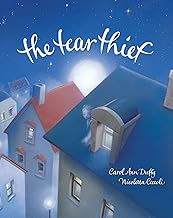 the tear thief
Carol Ann Duffy
Nicoletta Ceccoli